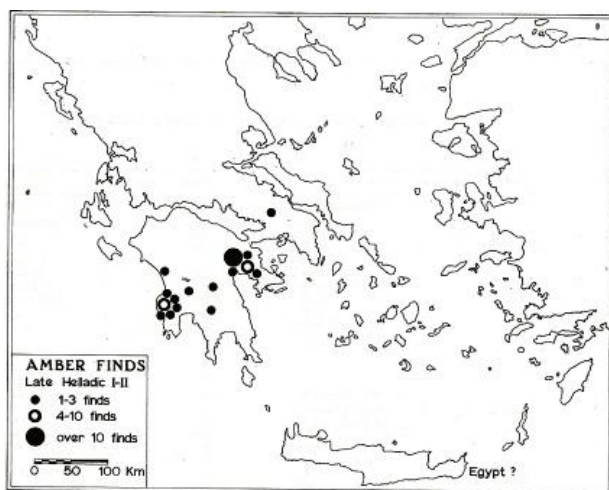 AMBER FINDS
Late Helladic I-II
1-3 finds
4-10 finds
over 10 finds
0 50 100 Km
Egypt ?